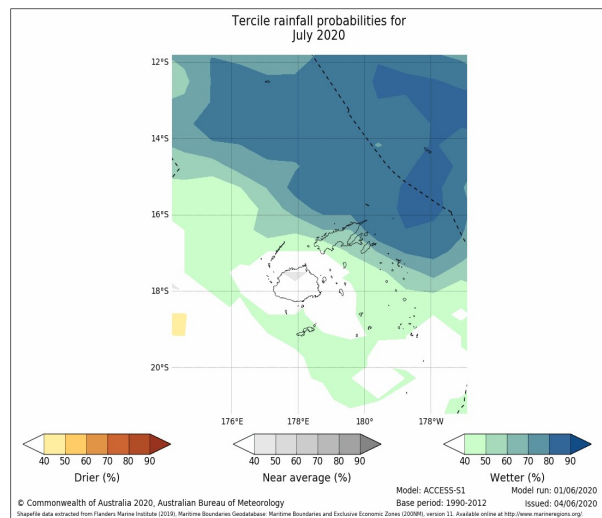 Tercile rainfall probabilities for
July 2020
12°S
14°S
16°S
18°S
20°S
176°E 178°E 180° 178°W
40 50 60 70 80 90 40 50 60 70 80 90 40 50 60 70 80 90
Drier (%) Near average (%) Wetter (%)
Model: ACCESS-S1 Model run: 01/06/2020
© Commonwealth of Australia 2020, Australian Bureau of Meteorology Base period: 1990-2012 Issued: 04/06/2020
Shapefile data extracted from Flanders Marine Institute (2019), Maritime Boundaries Geodatabase: Maritime Boundaries and Exclusive Economic Zones (200NM), version 11. Available online at http://www.marineregions.org/.